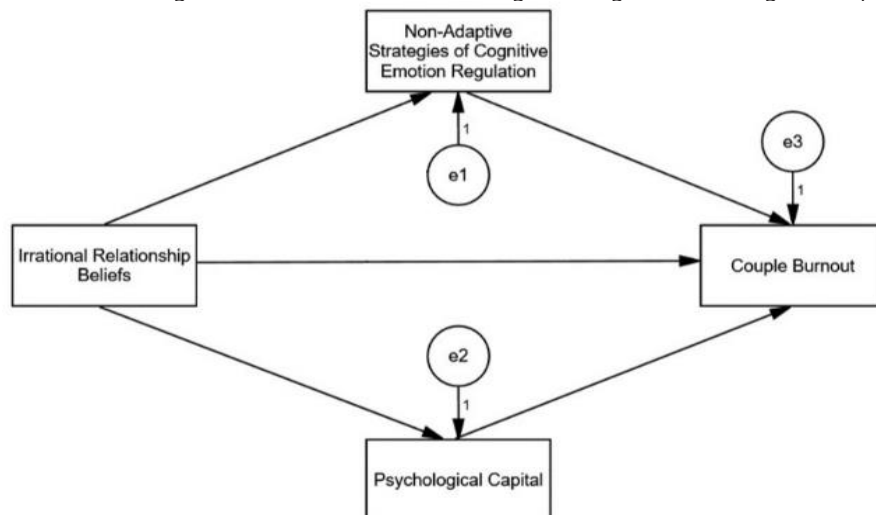 Non-Adaptive
Strategies of Cognitive
Emotion Regulation
1
e1
e3
1
Irrational Relationship
Beliefs
Couple Burnout
e2
1
Psychological Capital